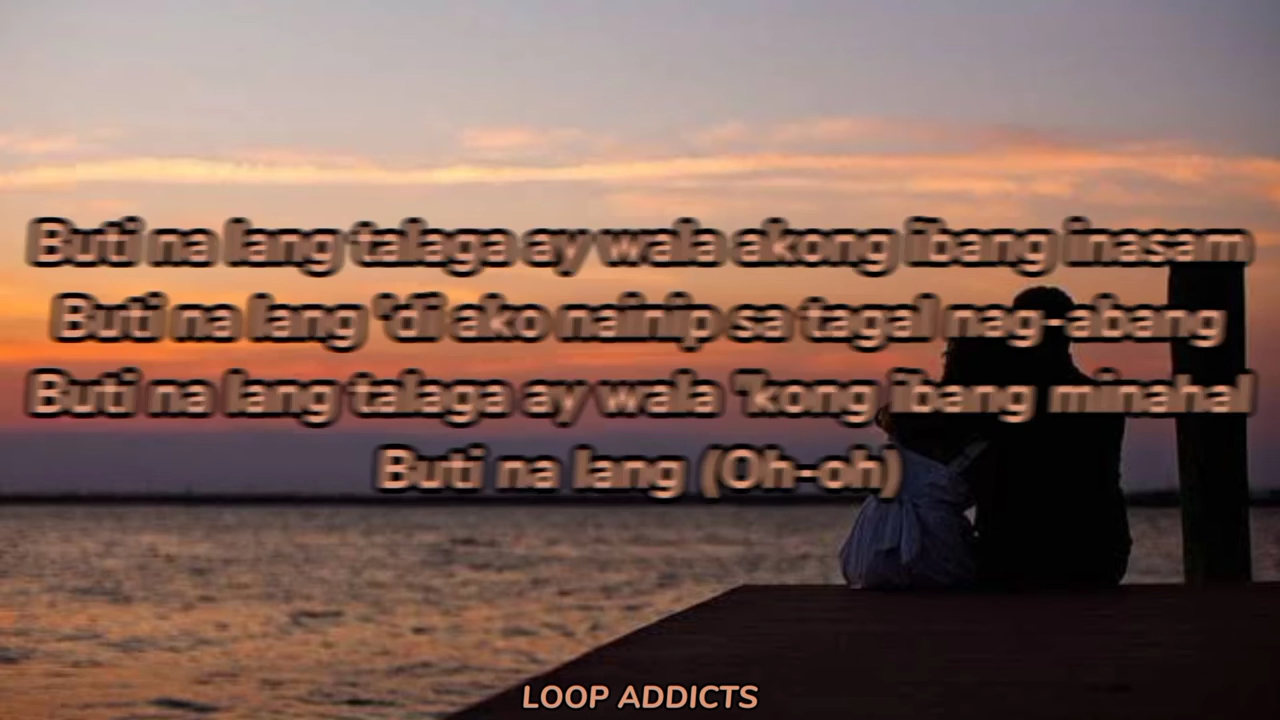 Buti na lang talaga ay wala akong ibang inasam
Buti na lang 'di ako nainip sa tagal nag-abang
Buti na lang talaga ay wala 'kong ibang minahal
Buti na lang (Oh-oh)
LOOP ADDICTS